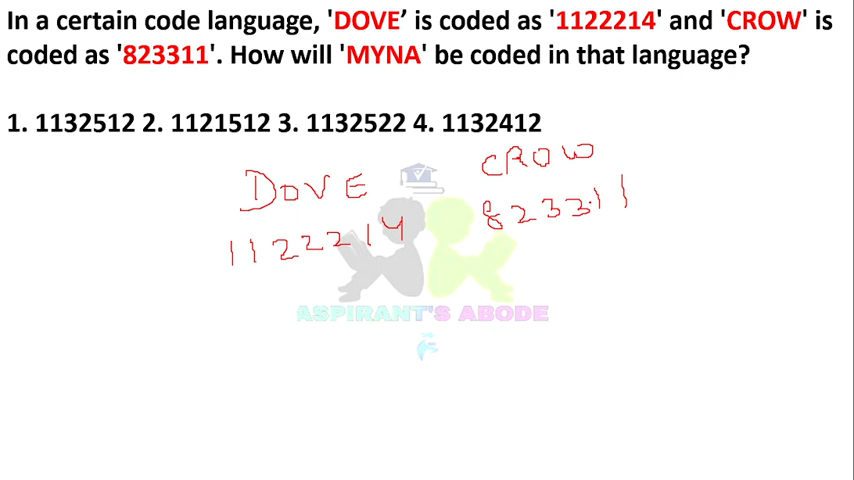 In a certain code language, 'DOVE’ is coded as '1122214' and 'CROW' is
coded as '823311'. How will 'MYNA' be coded in that language?
1. 1132512 2. 1121512 3. 1132522 4. 1132412
CROW
DOVE
823311
1122214
ASPIRANT'S ABODE